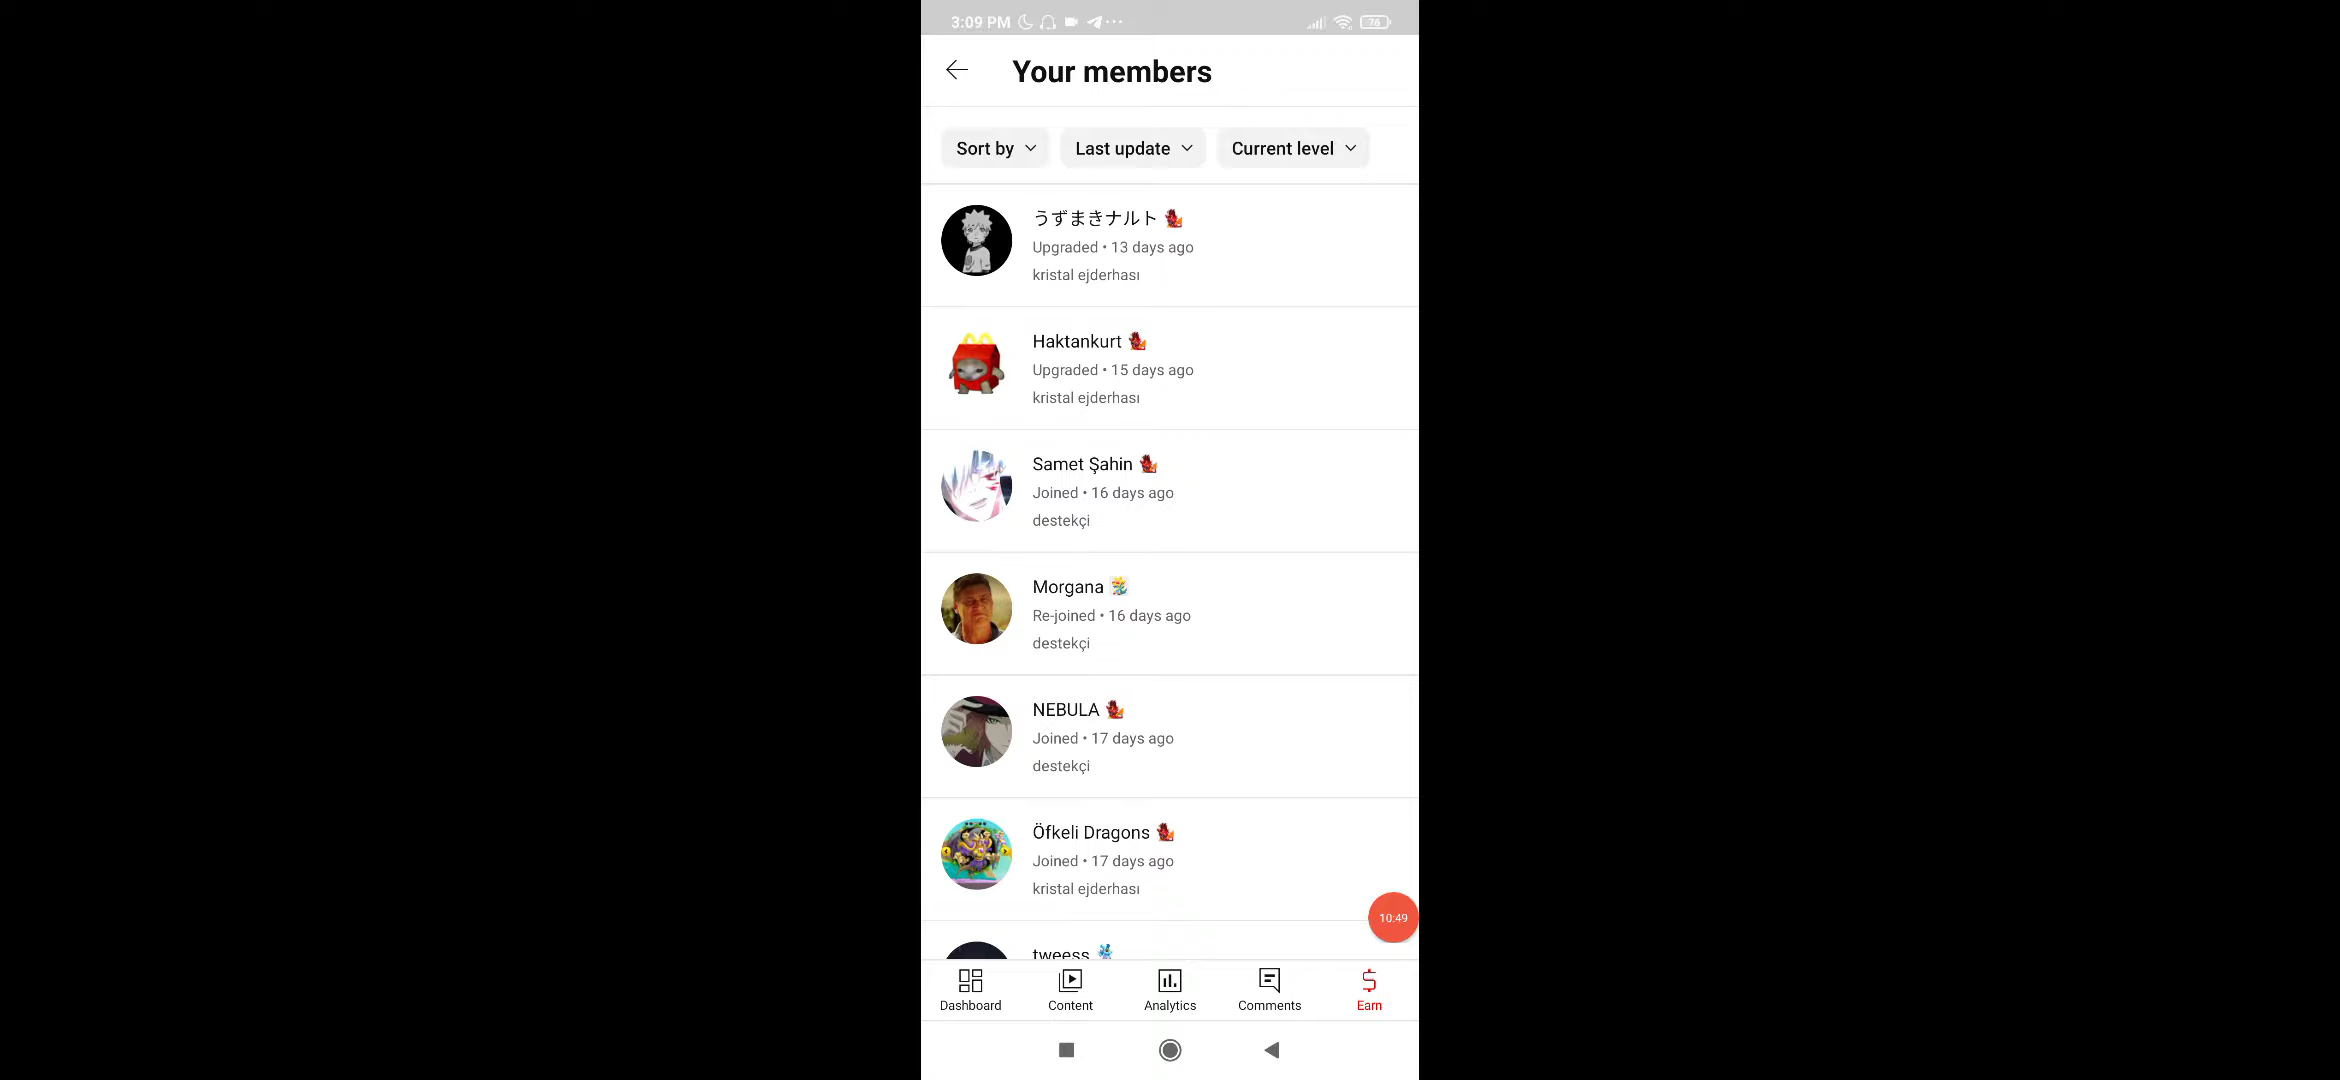 3:09 PM
76
Your members
Sort by
Last update
Current level
うずまきナルト
Upgraded • 13 days ago
kristal ejderhası
Haktankurt
Upgraded • 15 days ago
kristal ejderhası
Samet Şahin
Joined • 16 days ago
destekçi
Morgana
Re-joined • 16 days ago
destekçi
NEBULA
Joined • 17 days ago
destekçi
Öfkeli Dragons
Joined • 17 days ago
kristal ejderhası
10:49
tweess
Dashboard
Content
Analytics
Comments
Earn